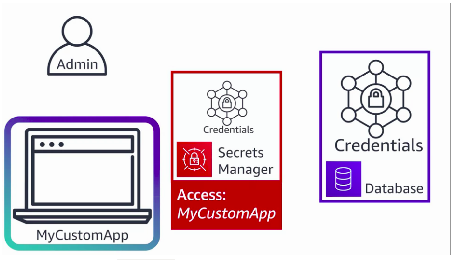 Admin
MyCustomApp
Credentials
Secrets
Manager
Access:
MyCustomApp
Credentials
Database